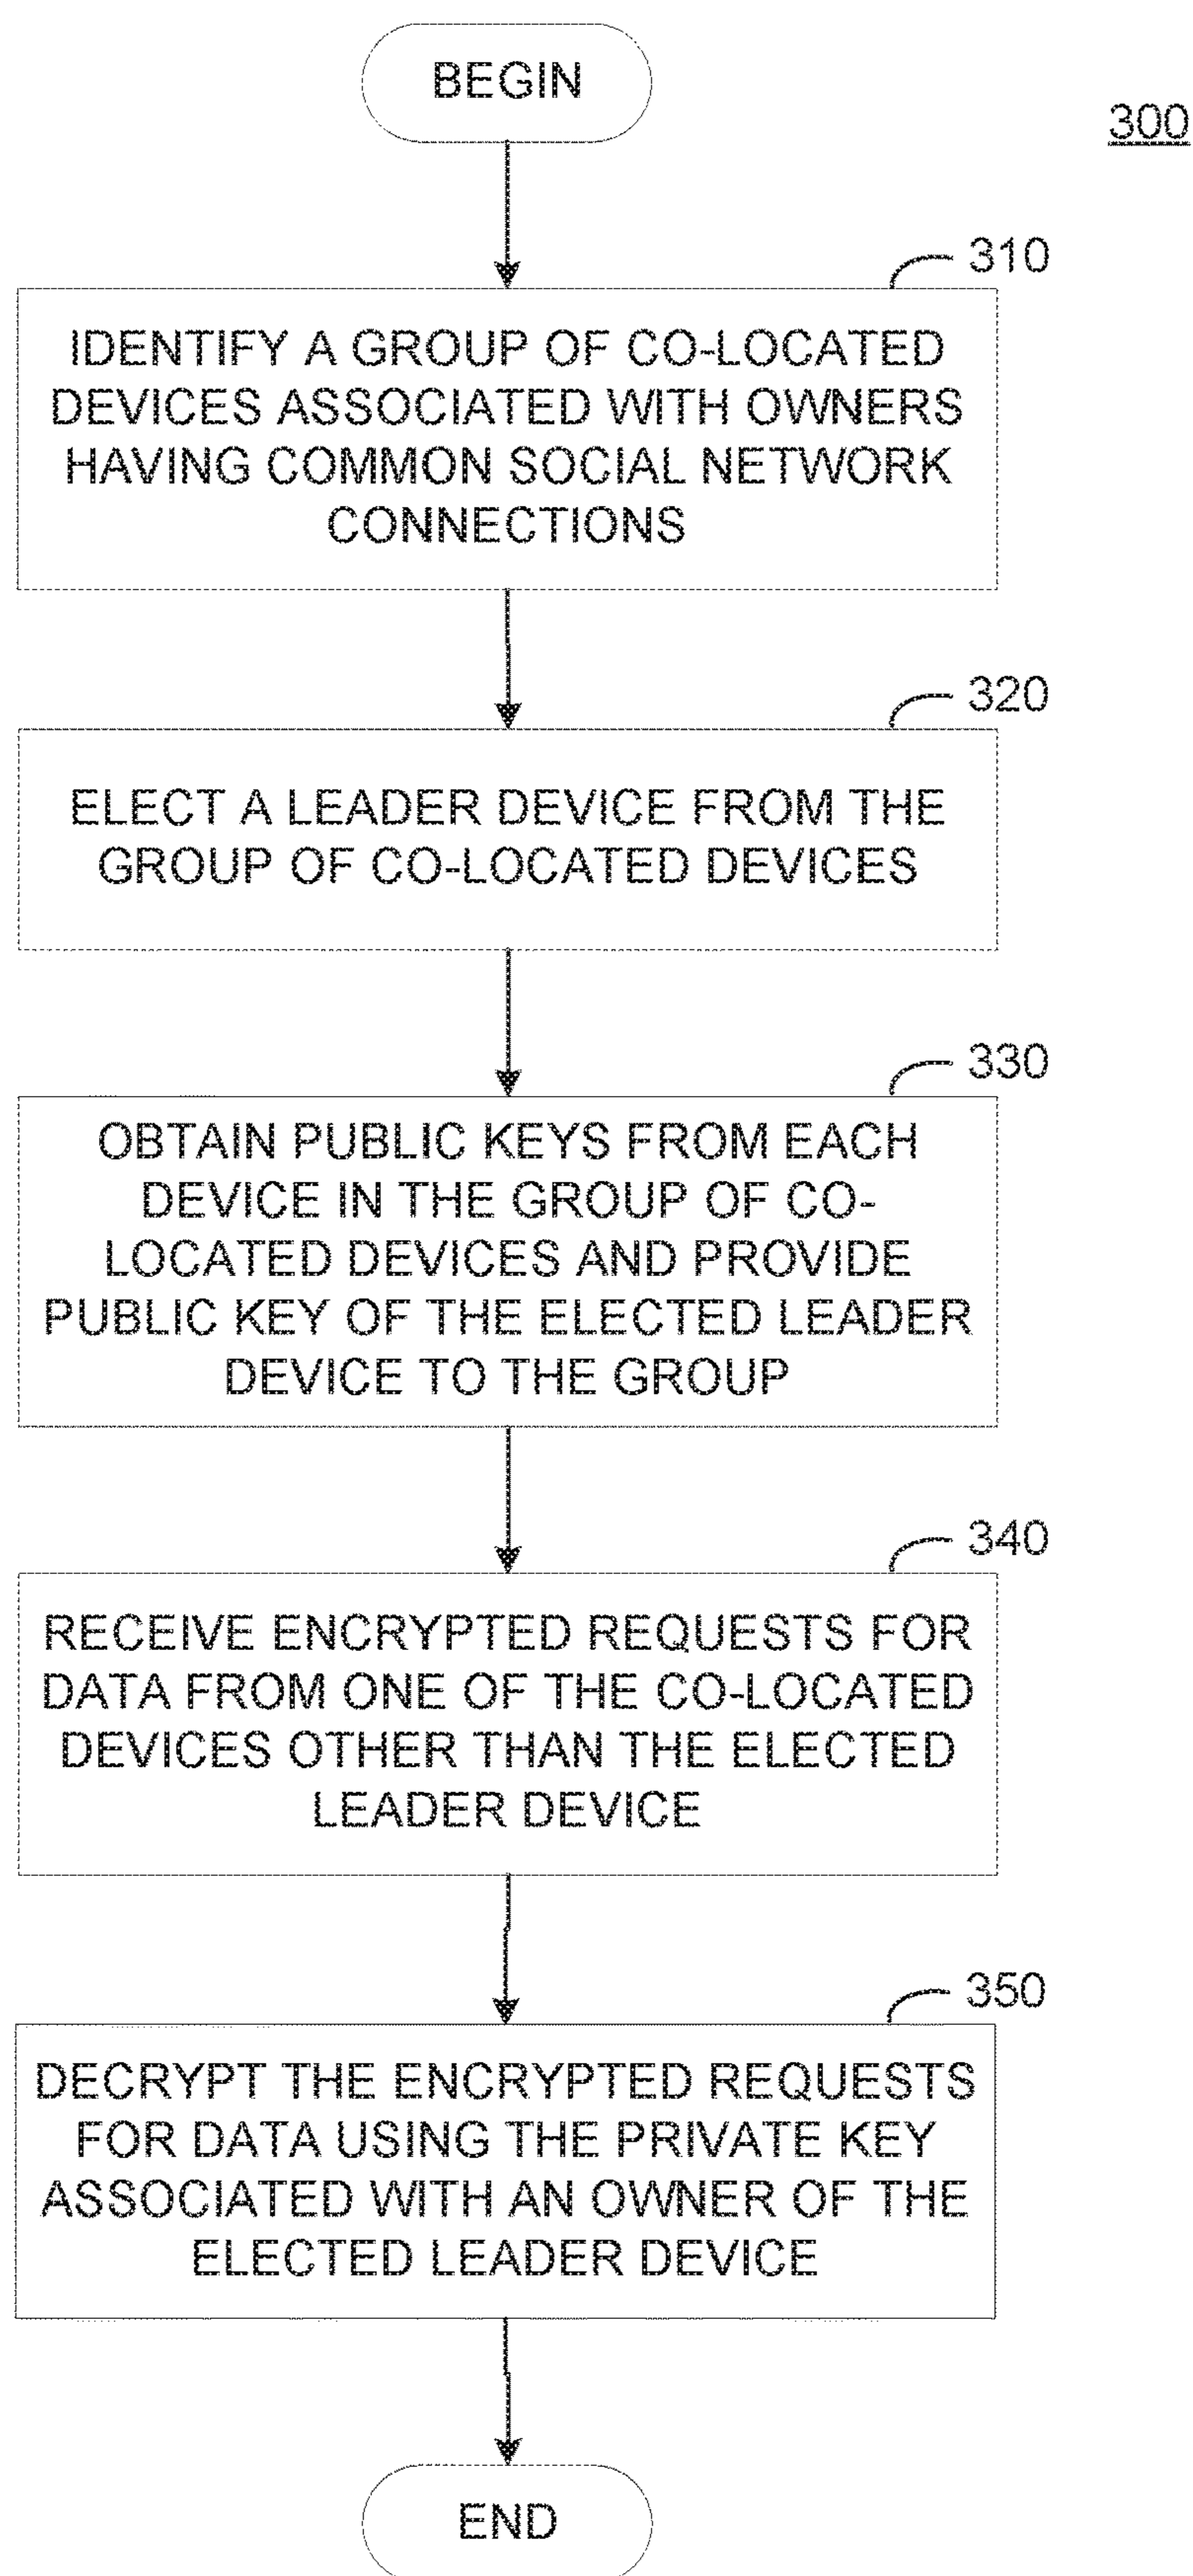 BEGIN
300
310
IDENTIFY A GROUP OF CO-LOCATED
DEVICES ASSOCIATED WITH OWNERS
HAVING COMMON SOCIAL NETWORK
CONNECTIONS
320
ELECT A LEADER DEVICE FROM THE
GROUP OF CO-LOCATED DEVICES
330
OBTAIN PUBLIC KEYS FROM EACH
DEVICE IN THE GROUP OF CO-
LOCATED DEVICES AND PROVIDE
PUBLIC KEY OF THE ELECTED LEADER
DEVICE TO THE GROUP
340
RECEIVE ENCRYPTED REQUESTS FOR
DATA FROM ONE OF THE CO-LOCATED
DEVICES OTHER THAN THE ELECTED
LEADER DEVICE
350
DECRYPT THE ENCRYPTED REQUESTS
FOR DATA USING THE PRIVATE KEY
ASSOCIATED WITH AN OWNER OF THE
ELECTED LEADER DEVICE
END